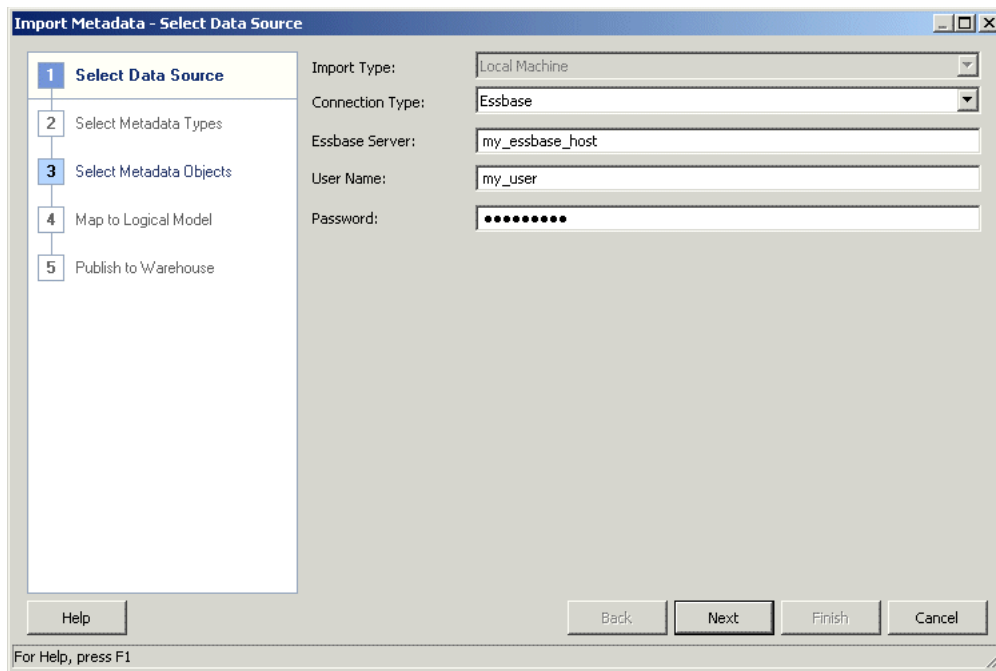 Import Metadata - Select Data Source
1 Select Data Source
2 Select Metadata Types
3 Select Metadata Objects
4 Map to Logical Model
5 Publish to Warehouse
Import Type: Local Machine
Connection Type: Essbase
Essbase Server: my_essbase_host
User Name: my_user
Password: ●●●●●●●●●
Help
Back
Next
Finish
Cancel
For Help, press F1